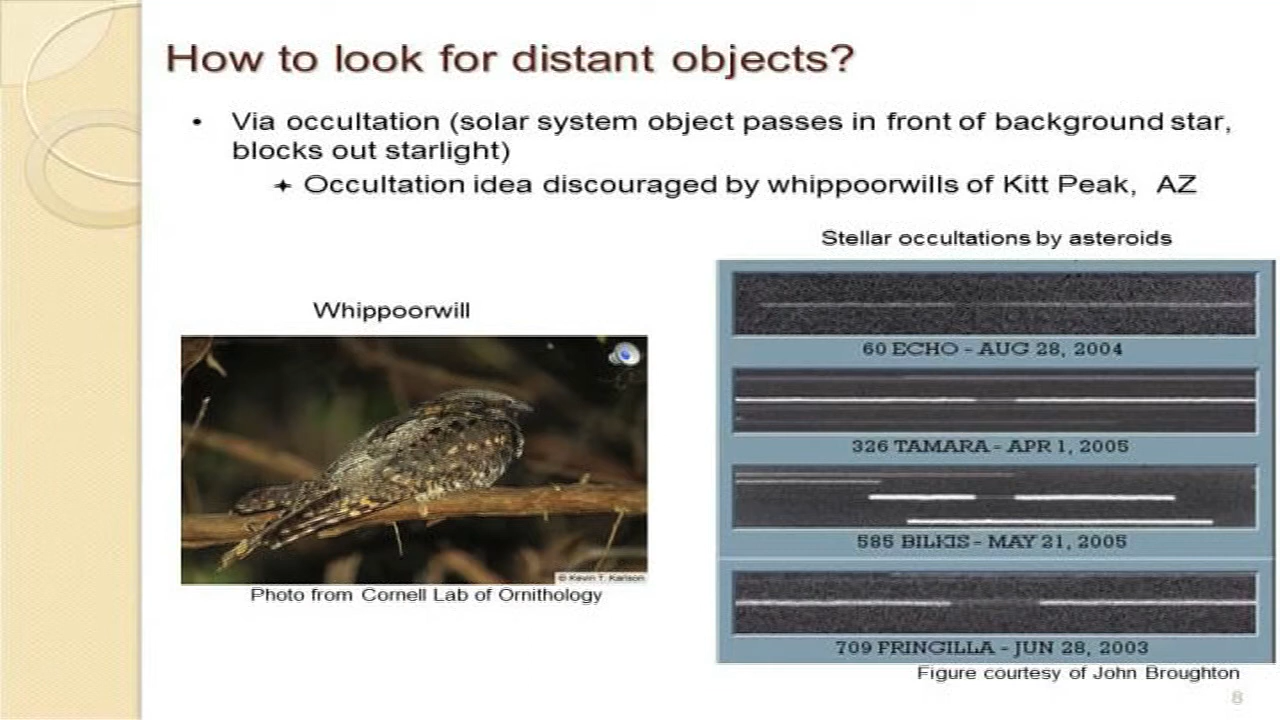 How to look for distant objects?
• Via occultation (solar system object passes in front of background star,
blocks out starlight)
Occultation idea discouraged by whippoorwills of Kitt Peak, AZ
Stellar occultations by asteroids
Whippoorwill
60 ECHO - AUG 28, 2004
326 TAMARA - APR 1, 2005
585 BILKIS - MAY 21, 2005
709 FRINGILLA - JUN 28, 2003
© Kevin T. Karlson
Photo from Cornell Lab of Ornithology
Figure courtesy of John Broughton
8